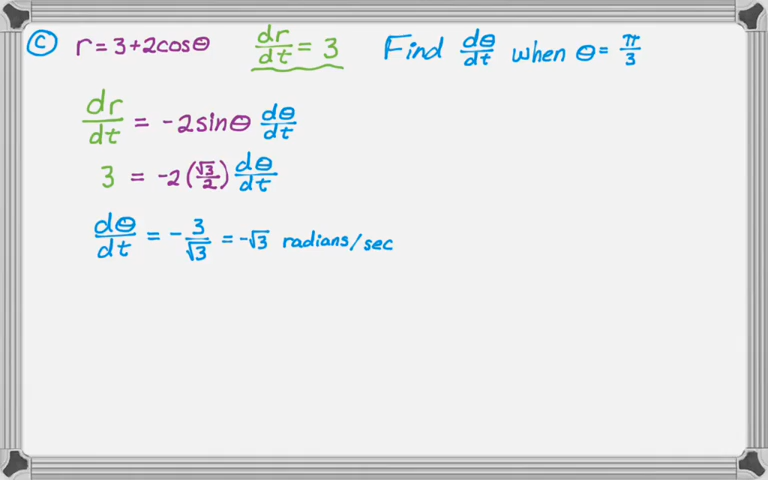 ⓒ r = 3 + 2cosθ dr/dt = 3 Find dθ/dt when θ = π/3
dr/dt = -2sinθ dθ/dt
3 = -2(√3/2) dθ/dt
dθ/dt = -3/√3 = -√3 radians/sec